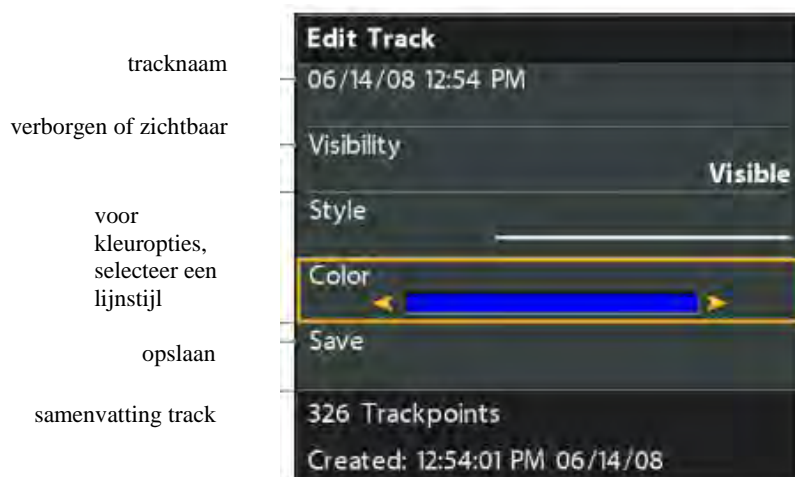 Edit Track
tracknaam
06/14/08 12:54 PM
verborgen of zichtbaar
Visibility
Visible
voor
kleuropties,
selecteer een
lijnstijl
Style
Color
opslaan
Save
samenvatting track
326 Trackpoints
Created: 12:54:01 PM 06/14/08